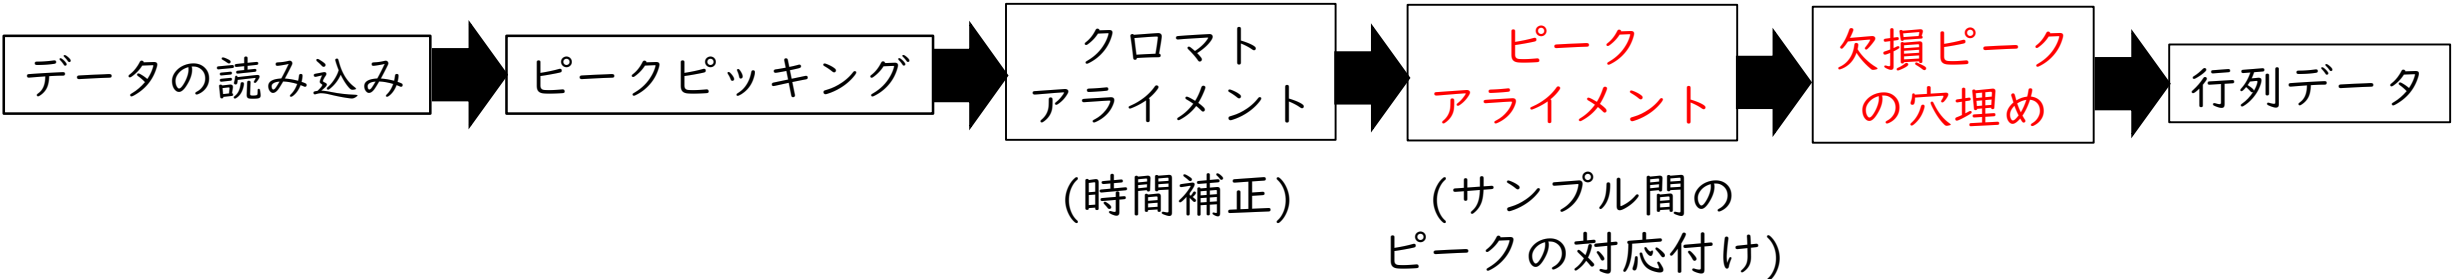 データの読み込み
ピークピッキング
クロマト
アライメント
(時間補正)
ピーク
アライメント
(サンプル間の
ピークの対応付け)
欠損ピーク
の穴埋め
行列データ